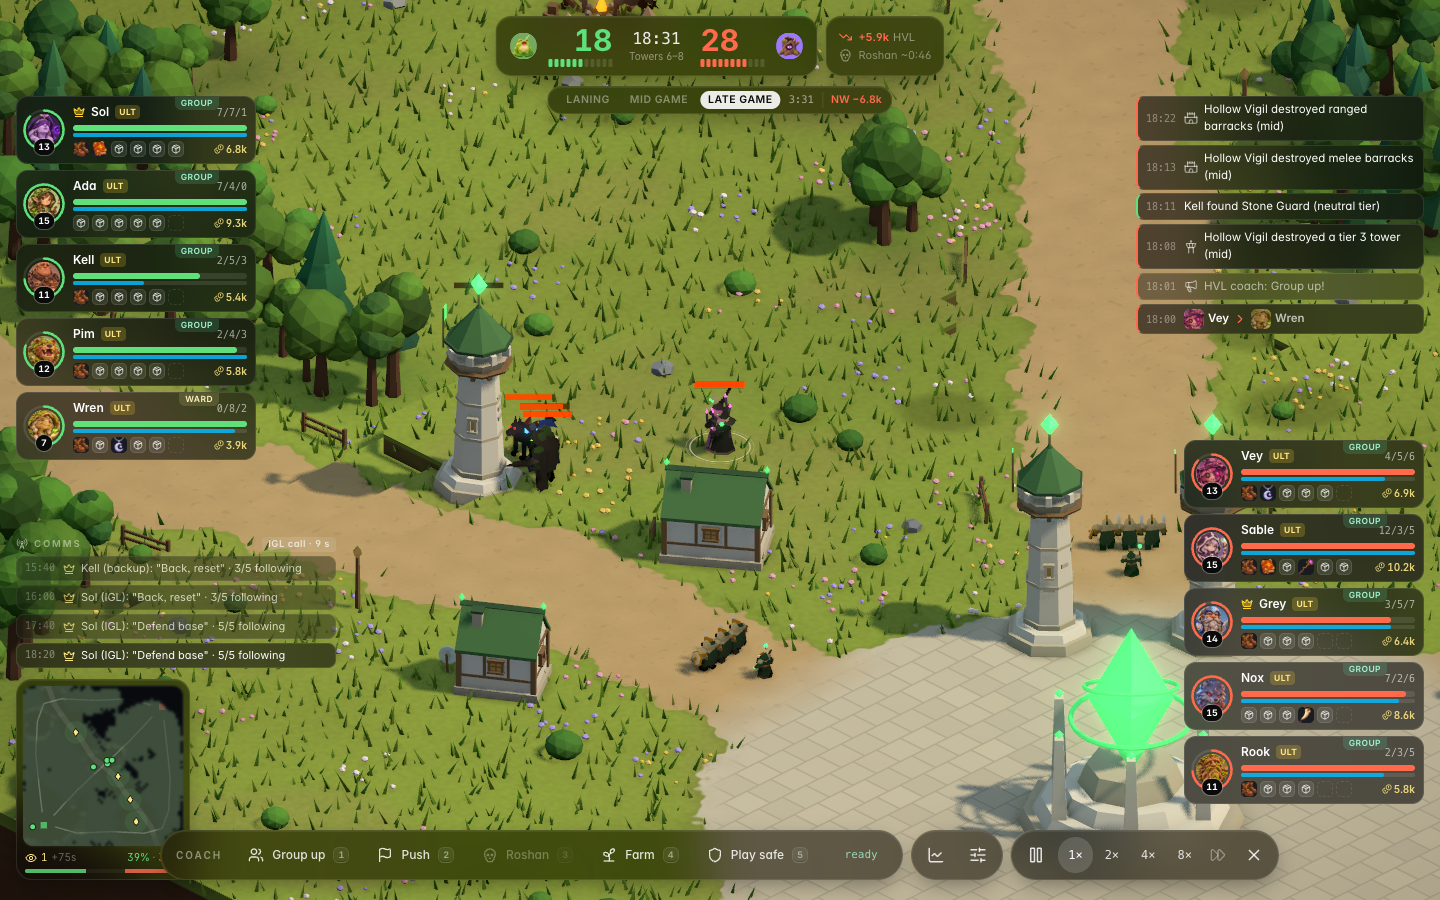 18
18:31
28
Towers 6–8
+5.9k HVL
Roshan ~0:46
LANING
MID GAME
LATE GAME
3:31
NW −6.8k
GROUP
Sol ULT 7/7/1
13
6.8k
GROUP
Ada ULT 7/4/0
15
9.3k
GROUP
Kell ULT 2/5/3
11
5.4k
GROUP
Pim ULT 2/4/3
12
5.8k
WARD
Wren ULT 0/8/2
7
3.9k
18:22 Hollow Vigil destroyed ranged
barracks (mid)
18:13 Hollow Vigil destroyed melee barracks
(mid)
18:11 Kell found Stone Guard (neutral tier)
18:08 Hollow Vigil destroyed a tier 3 tower
(mid)
18:01 HVL coach: Group up!
18:00 Vey > Wren
GROUP
Vey ULT 4/5/6
13
6.9k
GROUP
Sable ULT 12/3/5
15
10.2k
GROUP
Grey ULT 3/5/7
14
6.4k
GROUP
Nox ULT 7/2/6
15
8.6k
GROUP
Rook ULT 2/3/5
11
5.8k
COMMS
IGL call · 9 s
15:40 Kell (backup): "Back, reset" · 3/5 following
16:00 Sol (IGL): "Back, reset" · 3/5 following
17:40 Sol (IGL): "Defend base" · 5/5 following
18:20 Sol (IGL): "Defend base" · 5/5 following
1 +75s
39% ·
COACH
Group up 1
Push 2
Roshan 3
Farm 4
Play safe 5
ready
1×
2×
4×
8×